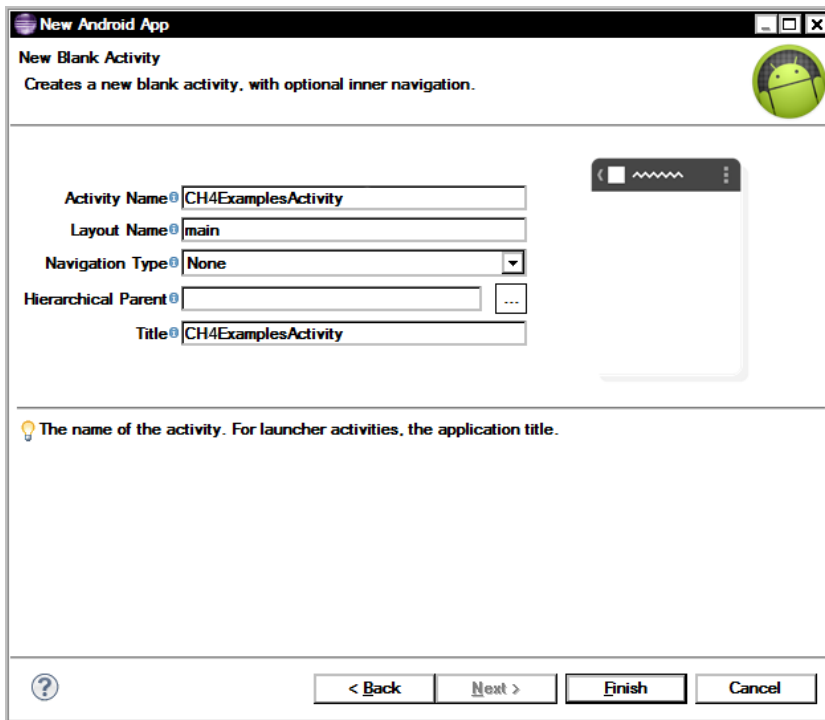 New Android App
New Blank Activity
Creates a new blank activity, with optional inner navigation.
Activity Name CH4ExamplesActivity
Layout Name main
Navigation Type None
Hierarchical Parent ...
Title CH4ExamplesActivity
The name of the activity. For launcher activities, the application title.
? < Back Next > Finish Cancel